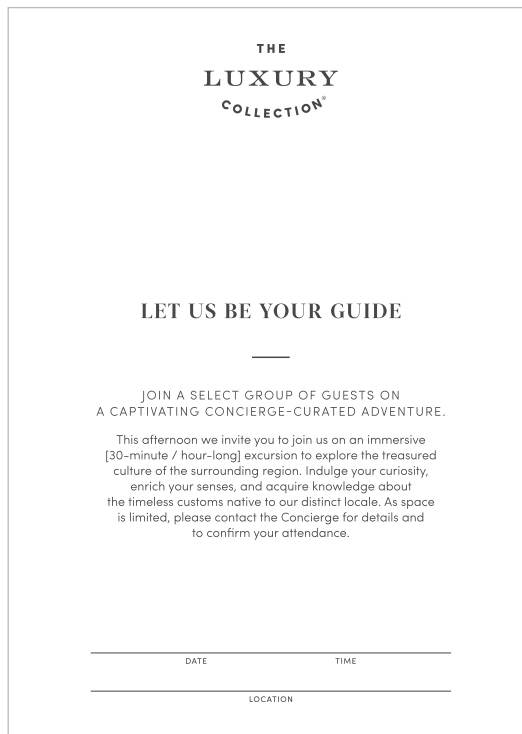 THE
LUXURY
COLLECTION®
LET US BE YOUR GUIDE
JOIN A SELECT GROUP OF GUESTS ON
A CAPTIVATING CONCIERGE-CURATED ADVENTURE.
This afternoon we invite you to join us on an immersive
[30-minute / hour-long] excursion to explore the treasured
culture of the surrounding region. Indulge your curiosity,
enrich your senses, and acquire knowledge about
the timeless customs native to our distinct locale. As space
is limited, please contact the Concierge for details and
to confirm your attendance.
DATE TIME
LOCATION